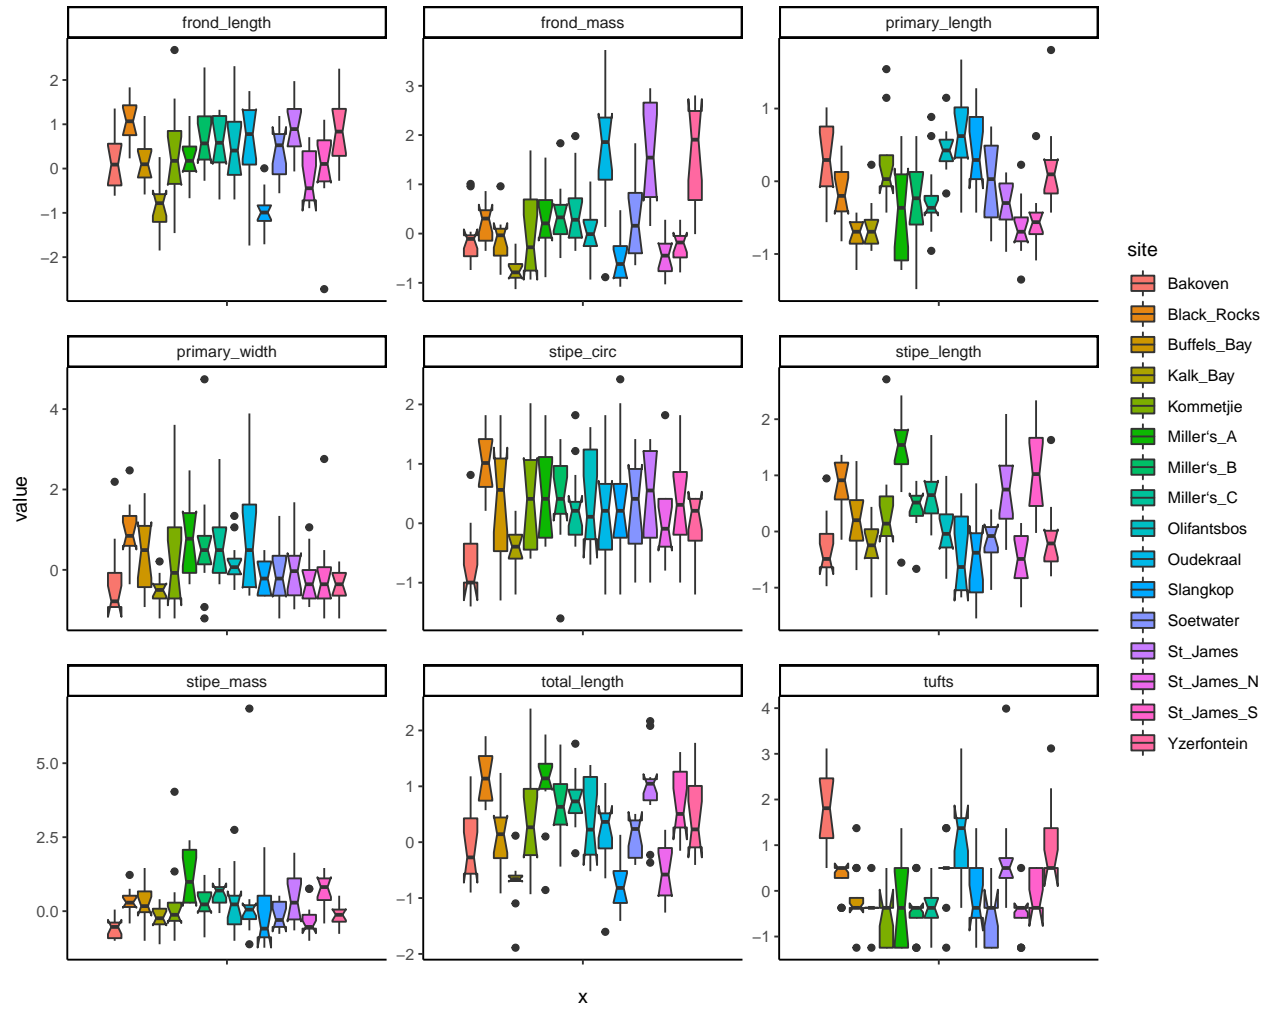 frond_length frond_mass primary_length
2
1
0
−1
−2
3
2
1
0
−1
1
0
−1
primary_width stipe_circ stipe_length
4
2
0
2
1
0
−1
2
1
0
−1
stipe_mass total_length tufts
5.0
2.5
0.0
2
1
0
−1
−2
4
3
2
1
0
−1
value
x
site
Bakoven
Black_Rocks
Buffels_Bay
Kalk_Bay
Kommetjie
Miller‘s_A
Miller‘s_B
Miller‘s_C
Olifantsbos
Oudekraal
Slangkop
Soetwater
St_James
St_James_N
St_James_S
Yzerfontein